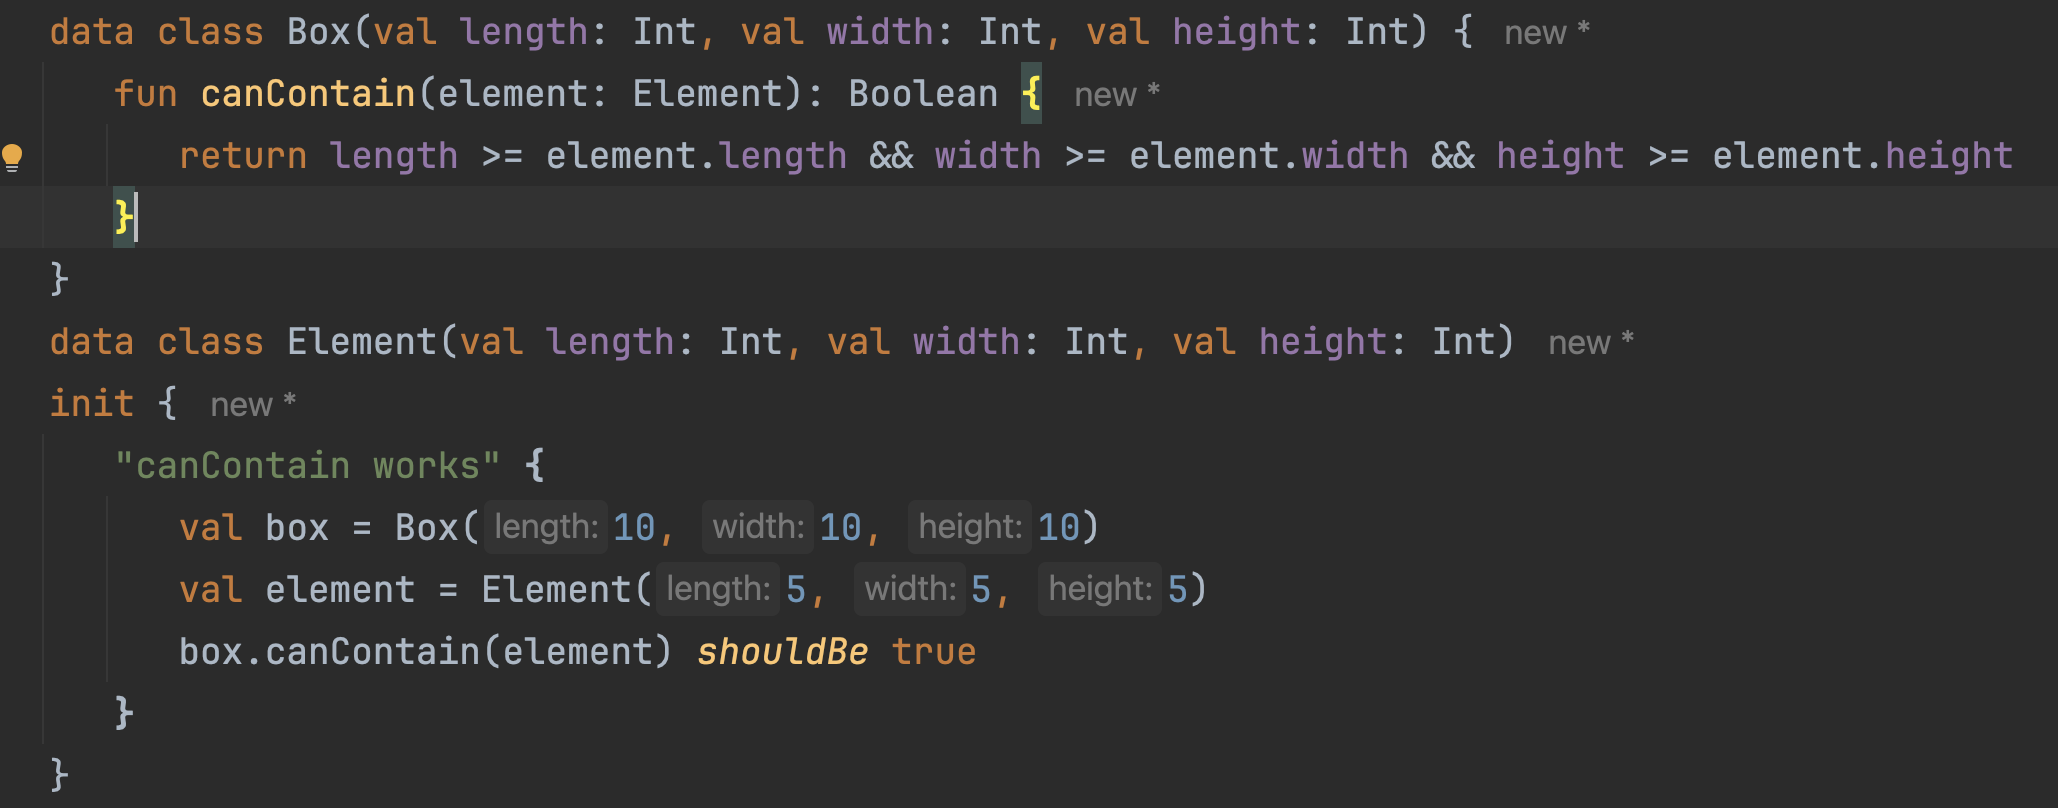 data class Box(val length: Int, val width: Int, val height: Int) { new *
fun canContain(element: Element): Boolean { new *
return length >= element.length && width >= element.width && height >= element.height
}
}
data class Element(val length: Int, val width: Int, val height: Int) new *
init { new *
"canContain works" {
val box = Box( length: 10, width: 10, height: 10)
val element = Element( length: 5, width: 5, height: 5)
box.canContain(element) shouldBe true
}
}